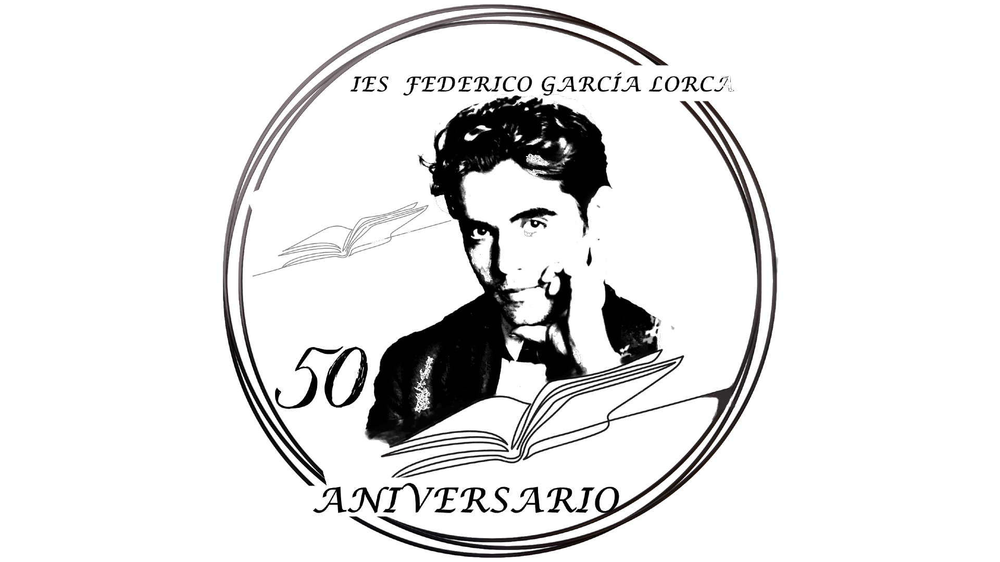 IES FEDERICO GARCÍA LORCA
50
ANIVERSARIO